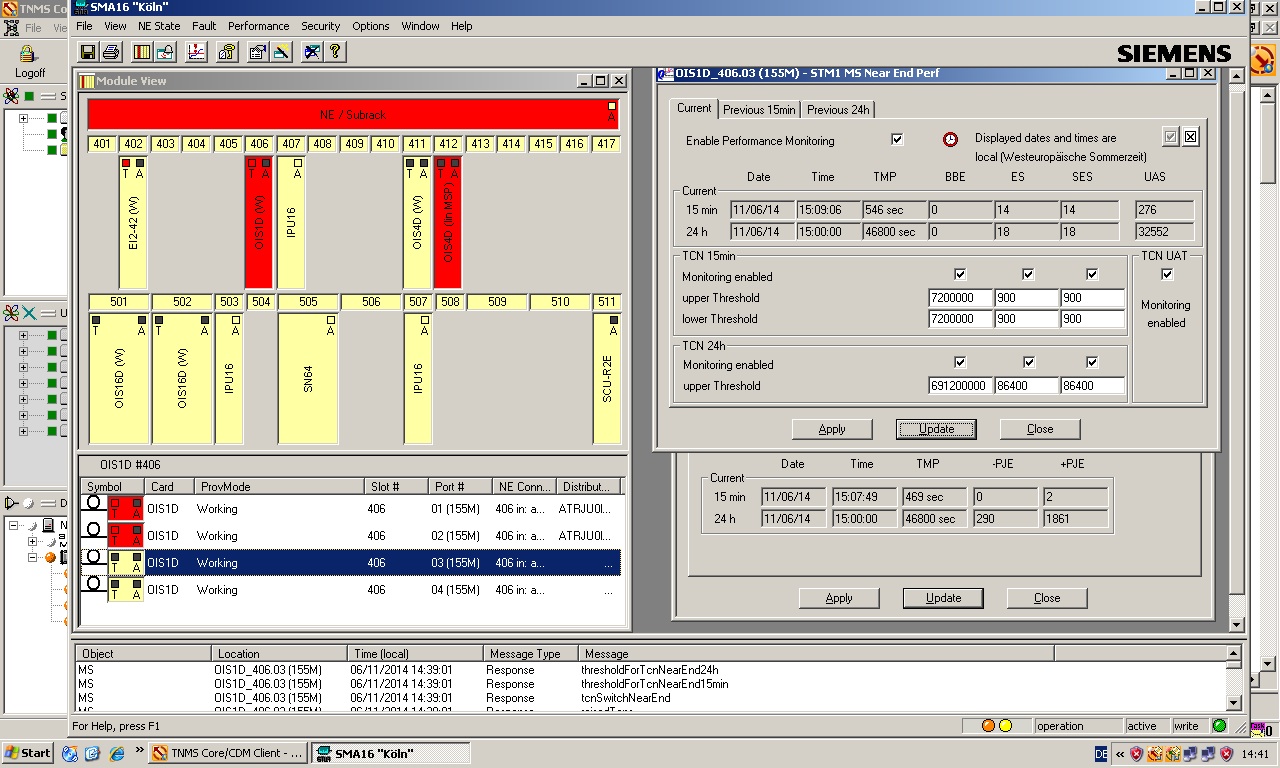 TNMS Co
SMA16 "Köln"
File View NE State Fault Performance Security Options Window Help
File Vi
Logoff
SIEMENS
Module View
NE / Subrack
A
401 402 403 404 405 406 407 408 409 410 411 412 413 414 415 416 417
T A T A A T A T A
EI2-42 (W) OIS1D (W) IPU16 OIS4D (W) OIS4D (lin MSP)
501 502 503 504 505 506 507 508 509 510 511
T A T A A A A A
OIS16D (W) OIS16D (W) IPU16 SN64 IPU16 SCU-R2E
OIS1D #406
Symbol Card ProvMode Slot # Port # NE Conn... Distribut...
T A OIS1D Working 406 01 (155M) 406 in: a... ATRJU0I...
T A OIS1D Working 406 02 (155M) 406 in: a... ATRJU0I...
T A OIS1D Working 406 03 (155M) 406 in: a... ...
T A OIS1D Working 406 04 (155M) 406 in: a... ...
OIS1D_406.03 (155M) - STM1 MS Near End Perf
Current Previous 15min Previous 24h
Enable Performance Monitoring
Displayed dates and times are
local (Westeuropäische Sommerzeit)
Date Time TMP BBE ES SES UAS
Current
15 min 11/06/14 15:09:06 546 sec 0 14 14 276
24 h 11/06/14 15:00:00 46800 sec 0 18 18 32552
TCN 15min TCN UAT
Monitoring enabled
upper Threshold 7200000 900 900
lower Threshold 7200000 900 900
Monitoring
enabled
TCN 24h
Monitoring enabled
upper Threshold 691200000 86400 86400
Apply Update Close
Date Time TMP -PJE +PJE
Current
15 min 11/06/14 15:07:49 469 sec 0 2
24 h 11/06/14 15:00:00 46800 sec 290 1861
Apply Update Close
Object Location Time (local) Message Type Message
MS OIS1D_406.03 (155M) 06/11/2014 14:39:01 Response thresholdForTcnNearEnd24h
MS OIS1D_406.03 (155M) 06/11/2014 14:39:01 Response thresholdForTcnNearEnd15min
MS OIS1D_406.03 (155M) 06/11/2014 14:39:01 Response tcnSwitchNearEnd
For Help, press F1 operation active write
Start » TNMS Core/CDM Client - ... SMA16 "Köln" DE « 14:41